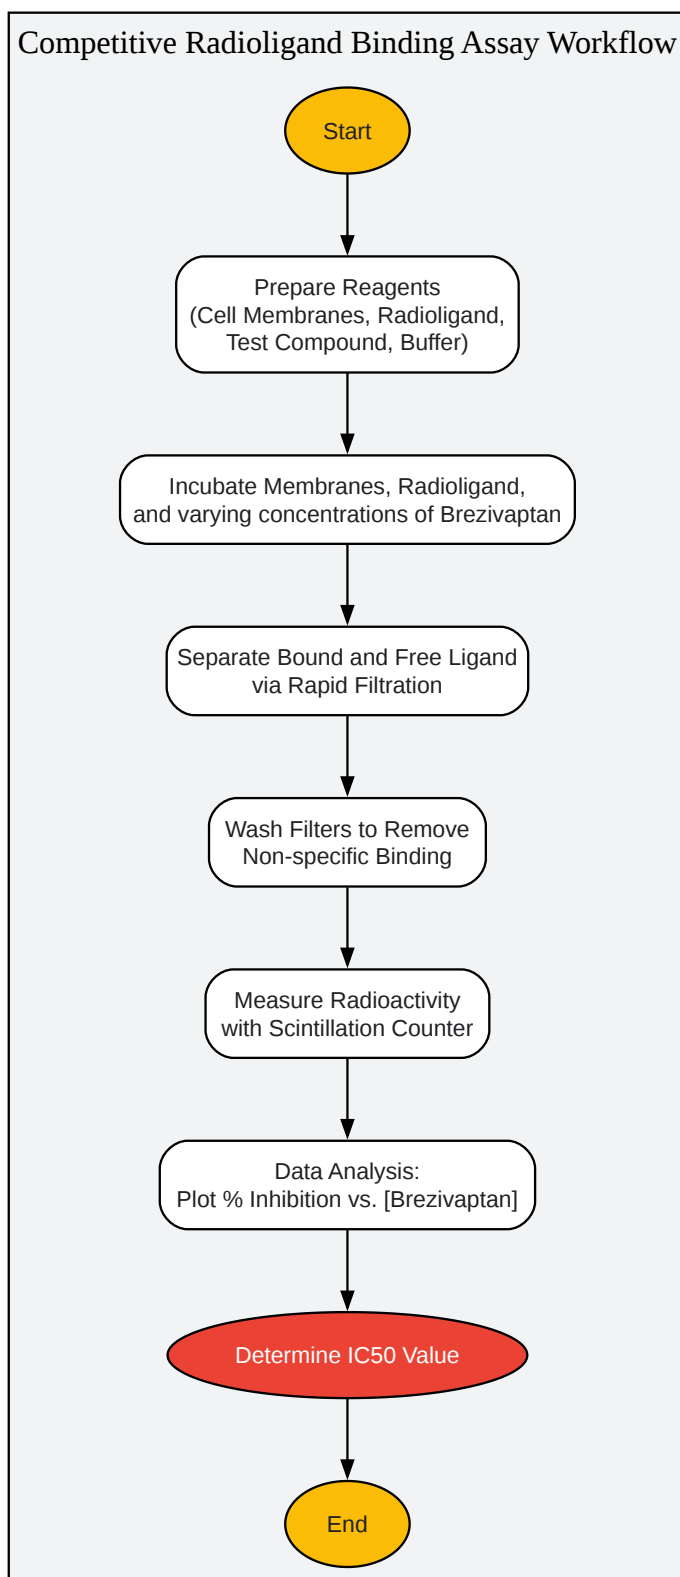 Competitive Radioligand Binding Assay Workflow
Start
Prepare Reagents
(Cell Membranes, Radioligand,
Test Compound, Buffer)
Incubate Membranes, Radioligand,
and varying concentrations of Brezivaptan
Separate Bound and Free Ligand
via Rapid Filtration
Wash Filters to Remove
Non-specific Binding
Measure Radioactivity
with Scintillation Counter
Data Analysis:
Plot % Inhibition vs. [Brezivaptan]
Determine IC50 Value
End